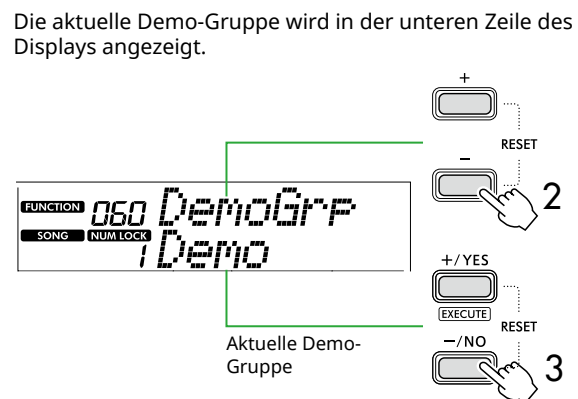 Die aktuelle Demo-Gruppe wird in der unteren Zeile des
Displays angezeigt.
+
RESET
−
2
FUNCTION 060 DemoGrp
SONG NUM LOCK
1 Demo
+/YES
EXECUTE
RESET
−/NO
3
Aktuelle Demo-
Gruppe